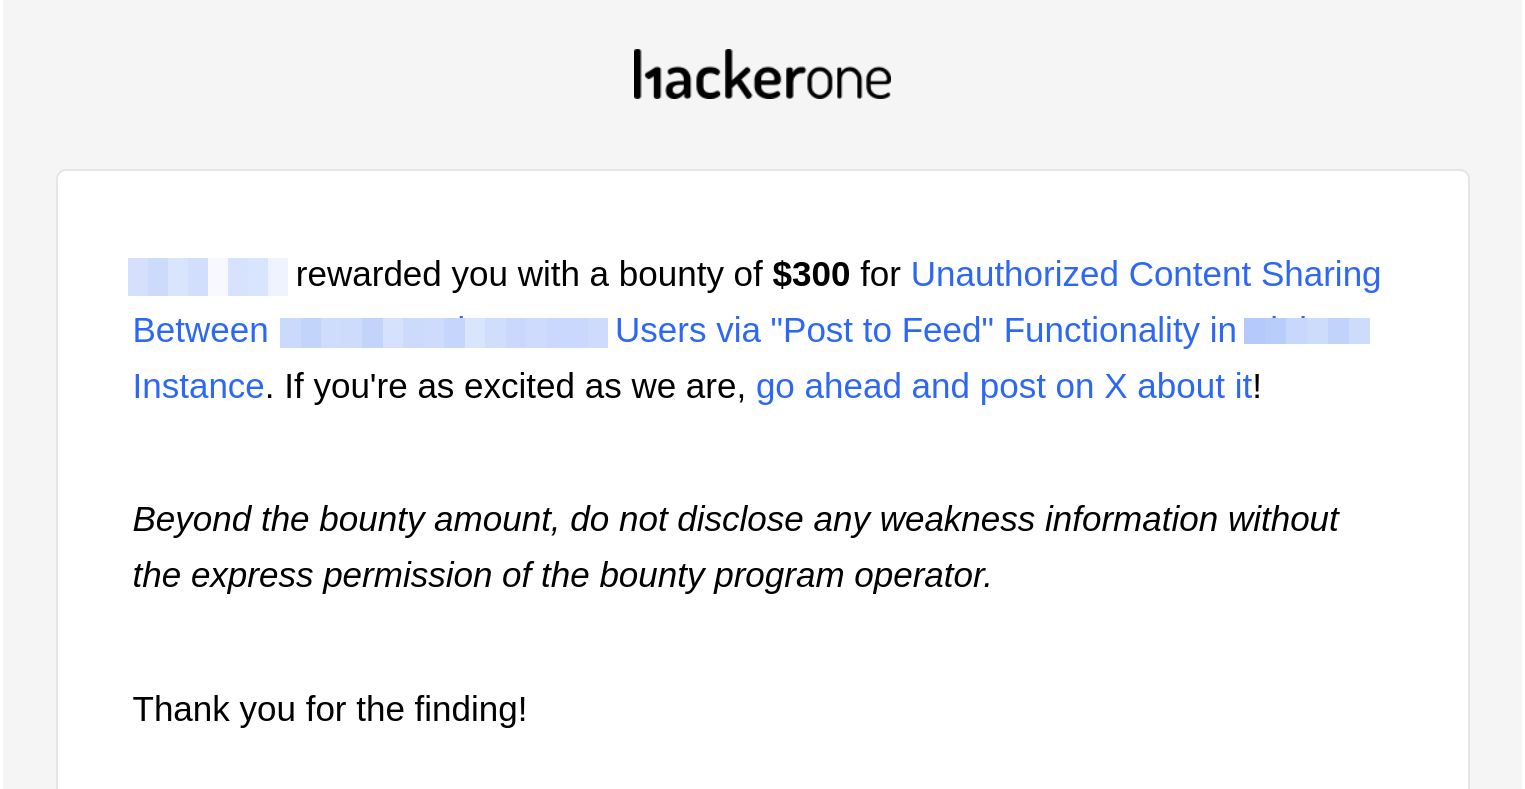 hackerone
rewarded you with a bounty of $300 for Unauthorized Content Sharing
Between Users via "Post to Feed" Functionality in
Instance. If you're as excited as we are, go ahead and post on X about it!
Beyond the bounty amount, do not disclose any weakness information without
the express permission of the bounty program operator.
Thank you for the finding!